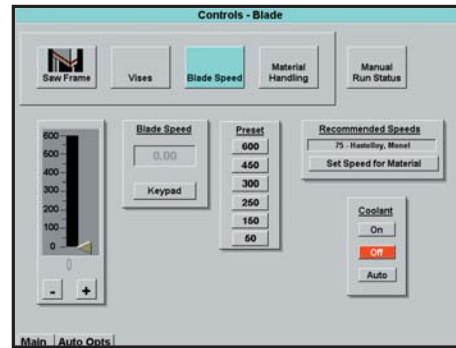 Controls - Blade
Saw Frame
Vises
Blade Speed
Material
Handling
Manual
Run Status
600
500
400
300
200
100
0
0
-
+
Blade Speed
0.00
Keypad
Preset
600
450
300
250
150
50
Recommended Speeds
75 - Hastelloy, Monel
Set Speed for Material
Coolant
On
Off
Auto
Main
Auto Opts